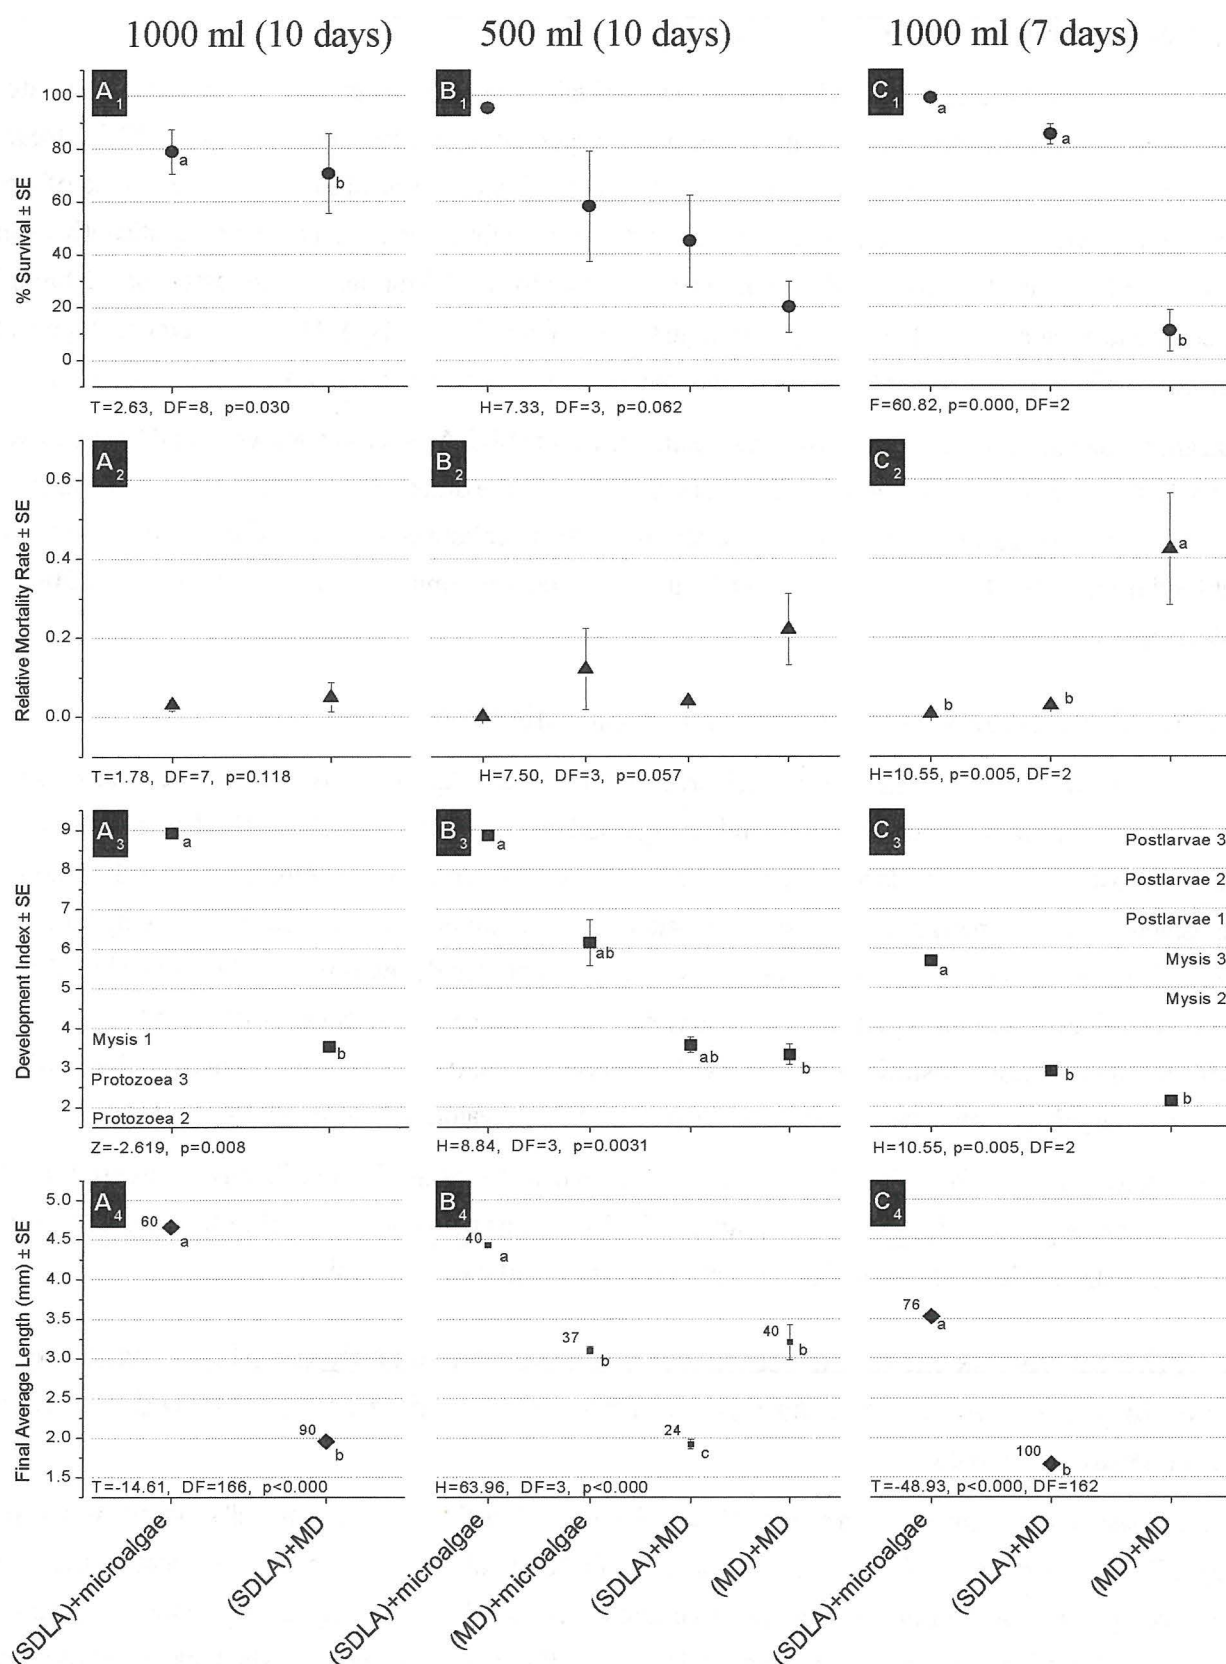 1000 ml (10 days)
500 ml (10 days)
1000 ml (7 days)
% Survival ± SE
100
80
60
40
20
0
A1
a
b
T=2.63, DF=8, p=0.030
B1
H=7.33, DF=3, p=0.062
C1
a
a
b
F=60.82, p=0.000, DF=2
Relative Mortality Rate ± SE
0.6
0.4
0.2
0.0
A2
T=1.78, DF=7, p=0.118
B2
H=7.50, DF=3, p=0.057
C2
b
b
a
H=10.55, p=0.005, DF=2
Development Index ± SE
9
8
7
6
5
4
3
2
A3
a
b
Mysis 1
Protozoea 3
Protozoea 2
Z=-2.619, p=0.008
B3
a
ab
ab
b
H=8.84, DF=3, p=0.0031
C3
Postlarvae 3
Postlarvae 2
Postlarvae 1
Mysis 3
Mysis 2
a
b
b
H=10.55, p=0.005, DF=2
Final Average Length (mm) ± SE
5.0
4.5
4.0
3.5
3.0
2.5
2.0
1.5
A4
60
a
90
b
T=-14.61, DF=166, p<0.000
B4
40
a
37
b
24
c
40
b
H=63.96, DF=3, p<0.000
C4
76
a
100
b
T=-48.93, p<0.000, DF=162
(SDLA)+microalgae
(SDLA)+MD
(SDLA)+microalgae
(MD)+microalgae
(SDLA)+MD
(MD)+MD
(SDLA)+microalgae
(SDLA)+MD
(MD)+MD